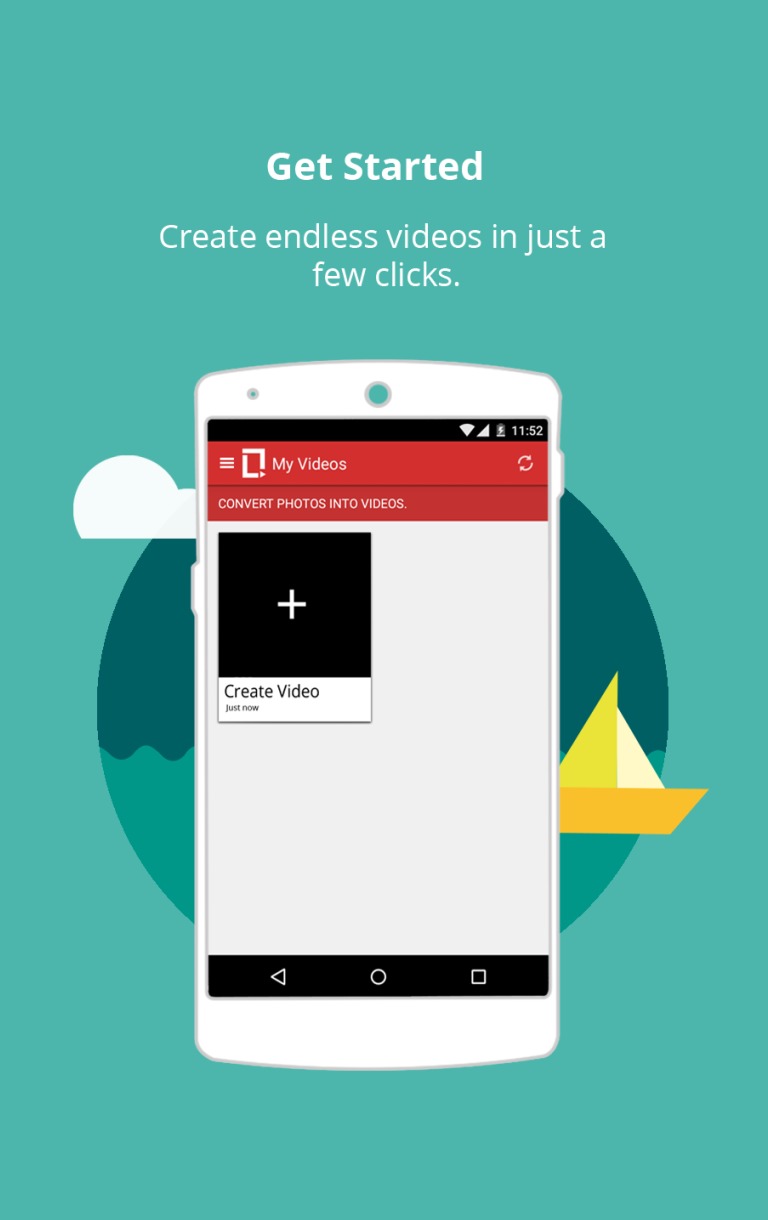 Get Started
Create endless videos in just a
few clicks.
11:52
My Videos
CONVERT PHOTOS INTO VIDEOS.
Create Video
Just now